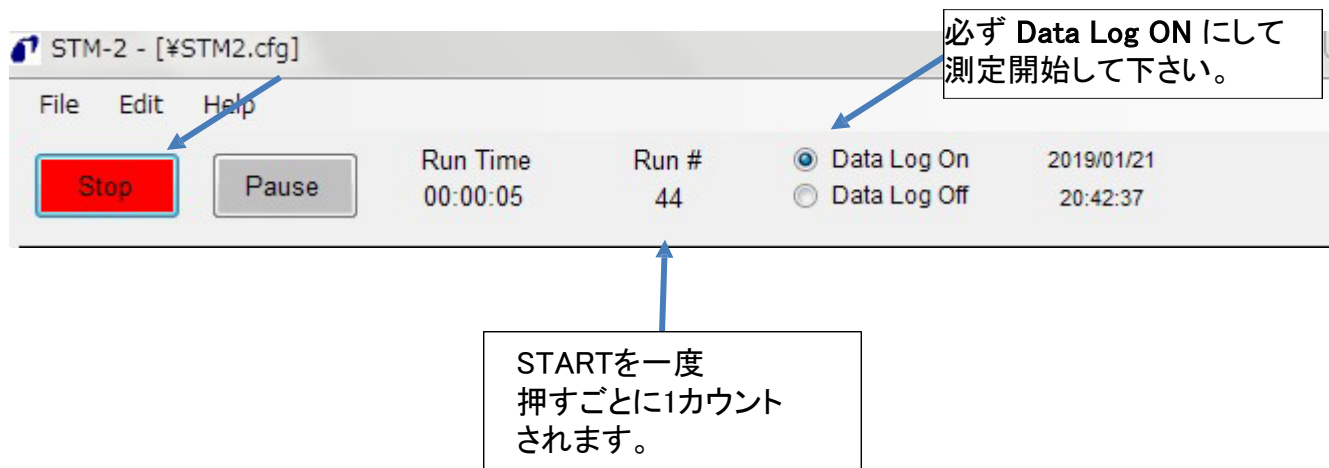 必ず Data Log ON にして
測定開始して下さい。
STM-2 - [¥STM2.cfg]
File Edit Help
Stop
Pause
Run Time
00:00:05
Run #
44
Data Log On
Data Log Off
2019/01/21
20:42:37
STARTを一度
押すごとに1カウント
されます。